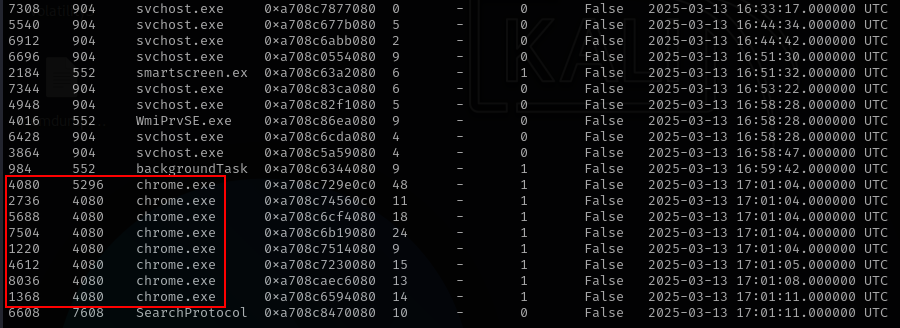 7308 904 svchost.exe 0×a708c7877080 0 - 0 False 2025-03-13 16:33:17.000000 UTC
5540 904 svchost.exe 0×a708c677b080 5 - 0 False 2025-03-13 16:44:34.000000 UTC
6912 904 svchost.exe 0×a708c6abb080 2 - 0 False 2025-03-13 16:44:42.000000 UTC
6696 904 svchost.exe 0×a708c0554080 9 - 0 False 2025-03-13 16:51:30.000000 UTC
2184 552 smartscreen.ex 0×a708c63a2080 6 - 1 False 2025-03-13 16:51:32.000000 UTC
7344 904 svchost.exe 0×a708c83ca080 6 - 0 False 2025-03-13 16:53:22.000000 UTC
4948 904 svchost.exe 0×a708c82f1080 5 - 0 False 2025-03-13 16:58:28.000000 UTC
4016 552 WmiPrvSE.exe 0×a708c86ea080 9 - 0 False 2025-03-13 16:58:28.000000 UTC
6428 904 svchost.exe 0×a708c6cda080 4 - 0 False 2025-03-13 16:58:28.000000 UTC
3864 904 svchost.exe 0×a708c5a59080 4 - 0 False 2025-03-13 16:58:47.000000 UTC
984 552 backgroundTask 0×a708c6344080 9 - 1 False 2025-03-13 16:59:42.000000 UTC
4080 5296 chrome.exe 0×a708c729e0c0 48 - 1 False 2025-03-13 17:01:04.000000 UTC
2736 4080 chrome.exe 0×a708c74560c0 11 - 1 False 2025-03-13 17:01:04.000000 UTC
5688 4080 chrome.exe 0×a708c6cf4080 18 - 1 False 2025-03-13 17:01:04.000000 UTC
7504 4080 chrome.exe 0×a708c6b19080 24 - 1 False 2025-03-13 17:01:04.000000 UTC
1220 4080 chrome.exe 0×a708c7514080 9 - 1 False 2025-03-13 17:01:04.000000 UTC
4612 4080 chrome.exe 0×a708c7230080 15 - 1 False 2025-03-13 17:01:05.000000 UTC
8036 4080 chrome.exe 0×a708caec6080 13 - 1 False 2025-03-13 17:01:08.000000 UTC
1368 4080 chrome.exe 0×a708c6594080 14 - 1 False 2025-03-13 17:01:11.000000 UTC
6608 7608 SearchProtocol 0×a708c8470080 10 - 0 False 2025-03-13 17:01:11.000000 UTC
KALI